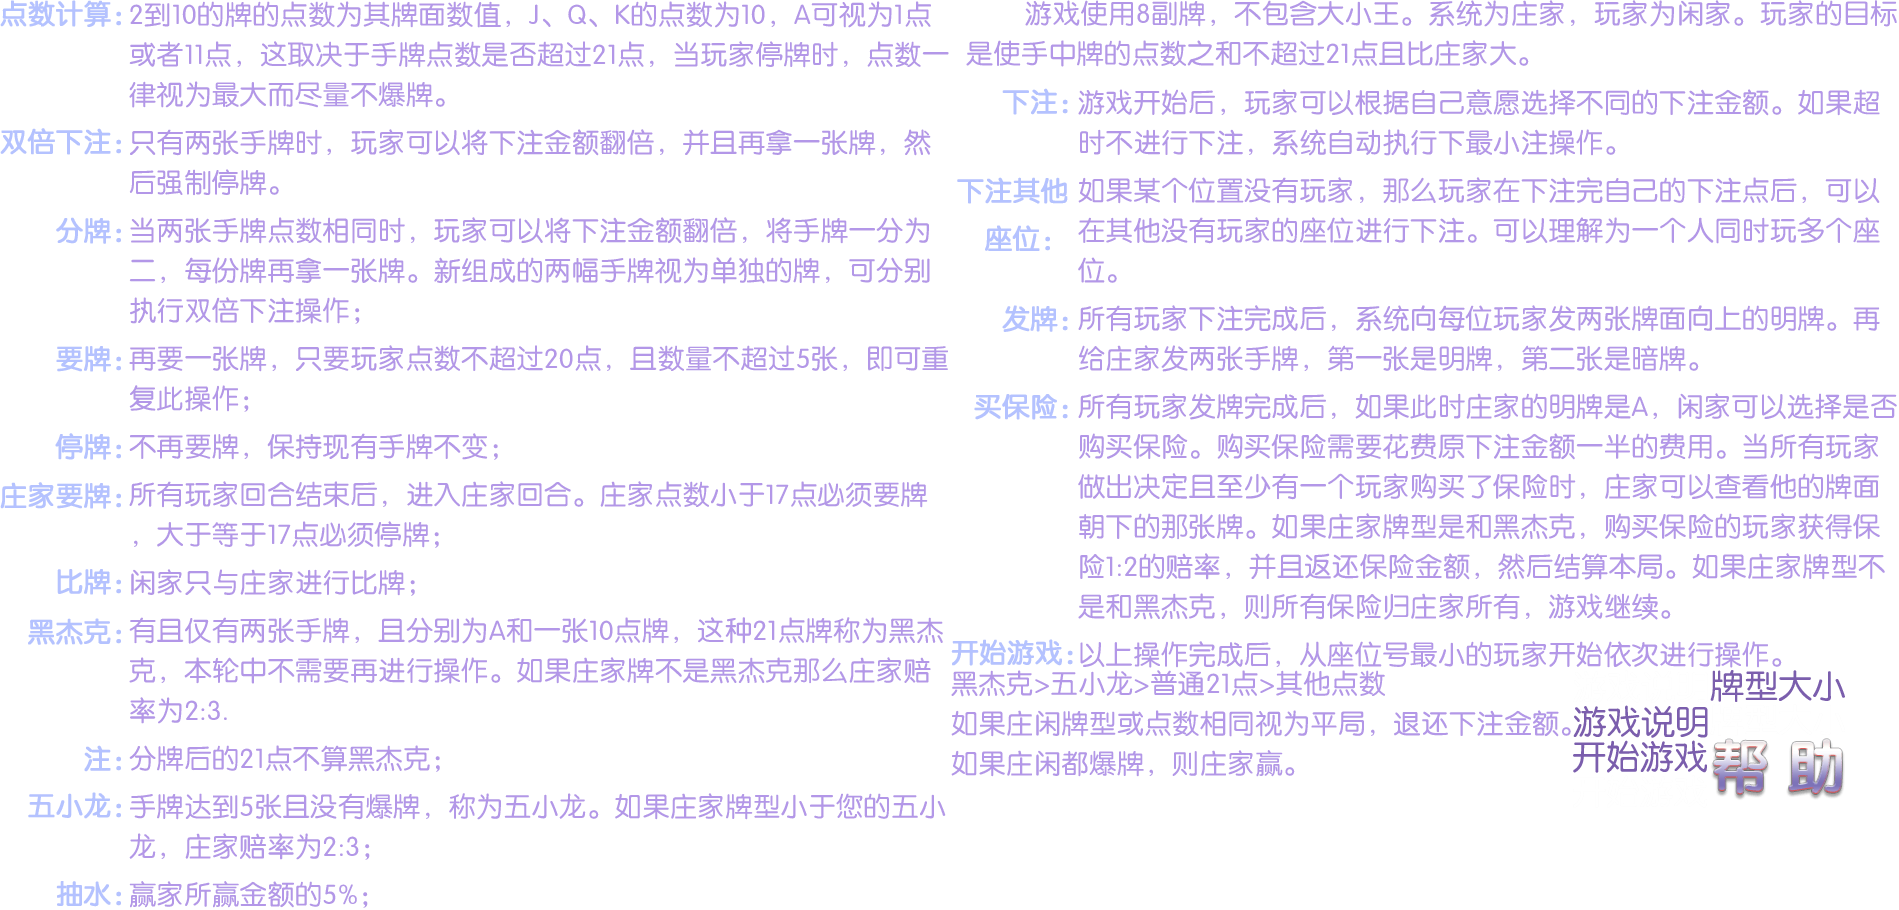 点数计算：2到10的牌的点数为其牌面数值，J、Q、K的点数为10，A可视为1点
或者11点，这取决于手牌点数是否超过21点，当玩家停牌时，点数一
律视为最大而尽量不爆牌。
双倍下注：只有两张手牌时，玩家可以将下注金额翻倍，并且再拿一张牌，然
后强制停牌。
分牌：当两张手牌点数相同时，玩家可以将下注金额翻倍，将手牌一分为
二，每份牌再拿一张牌。新组成的两幅手牌视为单独的牌，可分别
执行双倍下注操作；
要牌：再要一张牌，只要玩家点数不超过20点，且数量不超过5张，即可重
复此操作；
停牌：不再要牌，保持现有手牌不变；
庄家要牌：所有玩家回合结束后，进入庄家回合。庄家点数小于17点必须要牌
，大于等于17点必须停牌；
比牌：闲家只与庄家进行比牌；
黑杰克：有且仅有两张手牌，且分别为A和一张10点牌，这种21点牌称为黑杰
克，本轮中不需要再进行操作。如果庄家牌不是黑杰克那么庄家赔
率为2:3.
注：分牌后的21点不算黑杰克；
五小龙：手牌达到5张且没有爆牌，称为五小龙。如果庄家牌型小于您的五小
龙，庄家赔率为2:3；
抽水：赢家所赢金额的5%；
游戏使用8副牌，不包含大小王。系统为庄家，玩家为闲家。玩家的目标
是使手中牌的点数之和不超过21点且比庄家大。
下注：游戏开始后，玩家可以根据自己意愿选择不同的下注金额。如果超
时不进行下注，系统自动执行下最小注操作。
下注其他 如果某个位置没有玩家，那么玩家在下注完自己的下注点后，可以
座位：在其他没有玩家的座位进行下注。可以理解为一个人同时玩多个座
位。
发牌：所有玩家下注完成后，系统向每位玩家发两张牌面向上的明牌。再
给庄家发两张手牌，第一张是明牌，第二张是暗牌。
买保险：所有玩家发牌完成后，如果此时庄家的明牌是A，闲家可以选择是否
购买保险。购买保险需要花费原下注金额一半的费用。当所有玩家
做出决定且至少有一个玩家购买了保险时，庄家可以查看他的牌面
朝下的那张牌。如果庄家牌型是和黑杰克，购买保险的玩家获得保
险1:2的赔率，并且返还保险金额，然后结算本局。如果庄家牌型不
是和黑杰克，则所有保险归庄家所有，游戏继续。
开始游戏：以上操作完成后，从座位号最小的玩家开始依次进行操作。
黑杰克>五小龙>普通21点>其他点数
如果庄闲牌型或点数相同视为平局，退还下注金额。
如果庄闲都爆牌，则庄家赢。
牌型大小
游戏说明
开始游戏
帮助